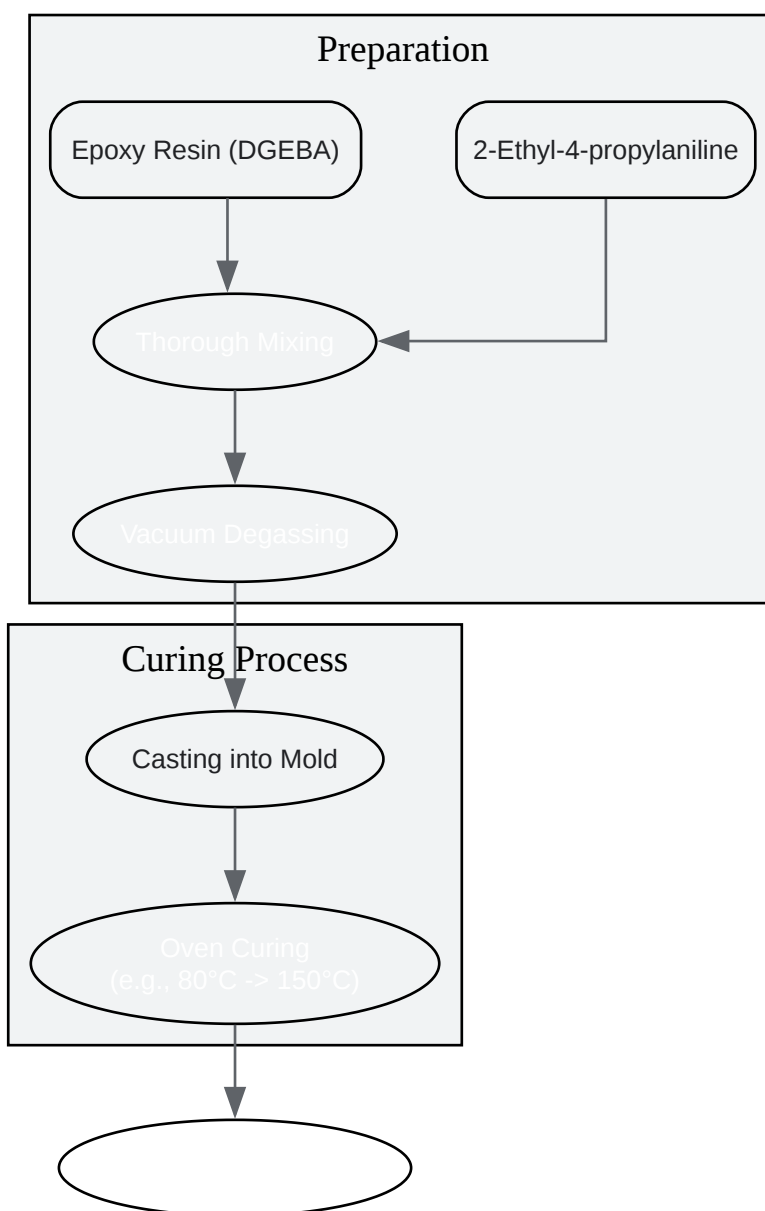 Preparation
Epoxy Resin (DGEBA)
2-Ethyl-4-propylaniline
Thorough Mixing
Vacuum Degassing
Curing Process
Casting into Mold
Oven Curing
(e.g., 80°C -> 150°C)